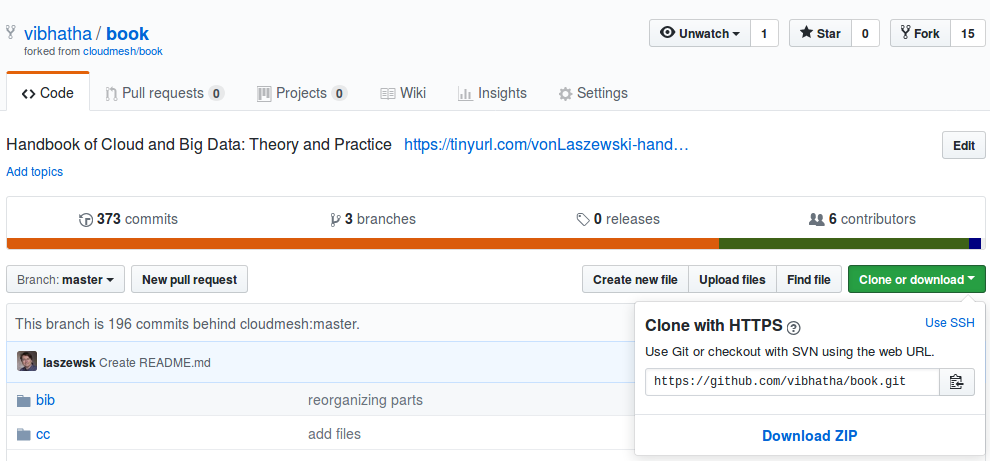 vibhatha / book
forked from cloudmesh/book
Unwatch 1 Star 0 Fork 15
Code Pull requests 0 Projects 0 Wiki Insights Settings
Handbook of Cloud and Big Data: Theory and Practice https://tinyurl.com/vonLaszewski-hand… Edit
Add topics
373 commits 3 branches 0 releases 6 contributors
Branch: master New pull request Create new file Upload files Find file Clone or download
This branch is 196 commits behind cloudmesh:master.
Clone with HTTPS ? Use SSH
Use Git or checkout with SVN using the web URL.
https://github.com/vibhatha/book.git
Download ZIP
laszewsk Create README.md
bib reorganizing parts
cc add files